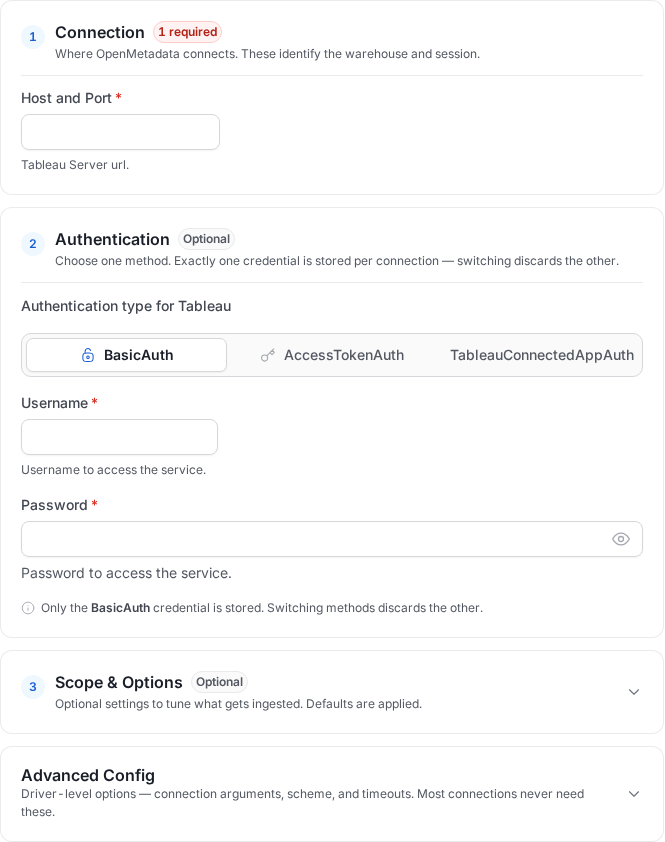 1
Connection 1 required
Where OpenMetadata connects. These identify the warehouse and session.
Host and Port *
Tableau Server url.
2
Authentication Optional
Choose one method. Exactly one credential is stored per connection — switching discards the other.
Authentication type for Tableau
BasicAuth AccessTokenAuth TableauConnectedAppAuth
Username *
Username to access the service.
Password *
Password to access the service.
Only the BasicAuth credential is stored. Switching methods discards the other.
3
Scope & Options Optional
Optional settings to tune what gets ingested. Defaults are applied.
Advanced Config
Driver-level options — connection arguments, scheme, and timeouts. Most connections never need
these.